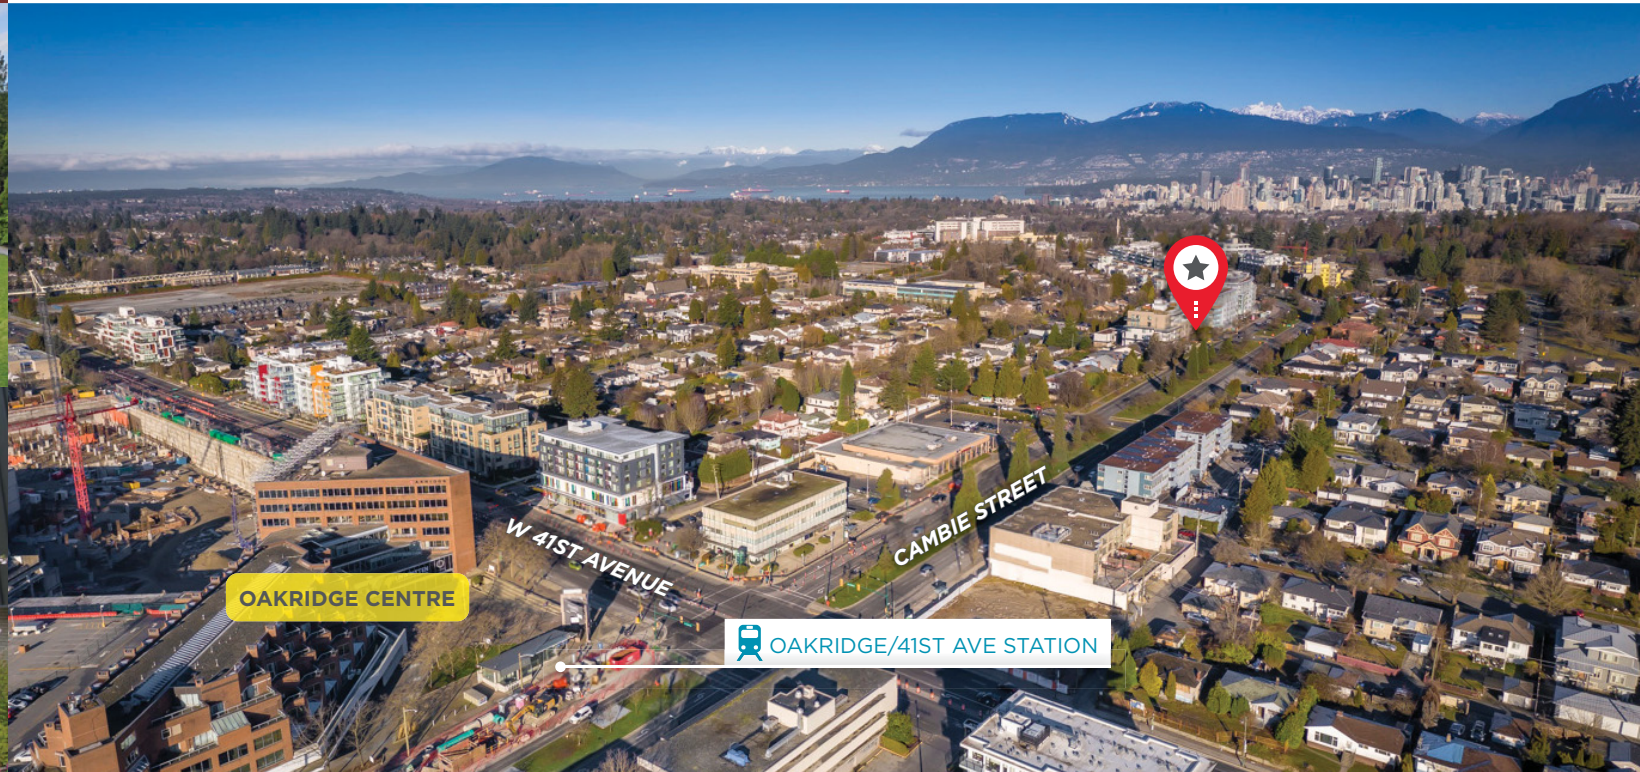 W 41ST AVENUE
CAMBIE STREET
OAKRIDGE CENTRE
OAKRIDGE/41ST AVE STATION